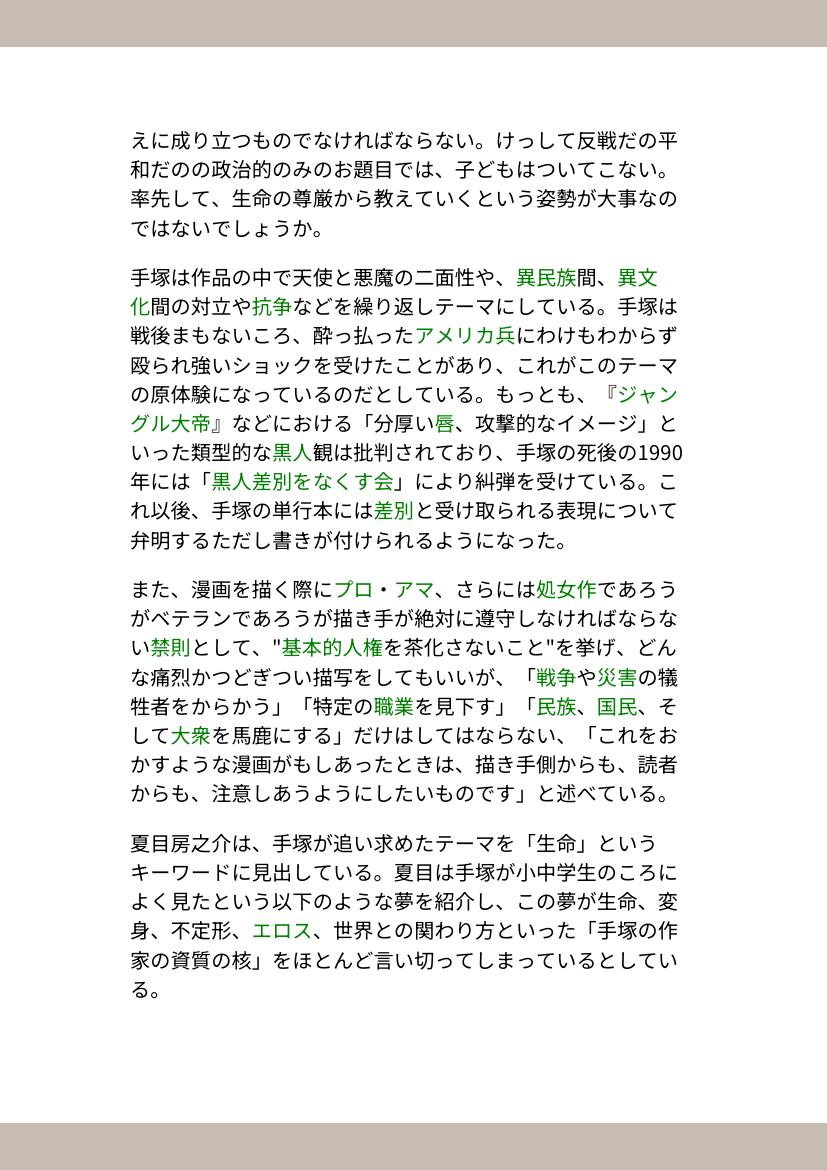 えに成り立つものでなければならない。けっして反戦だの平
和だのの政治的のみのお題目では、子どもはついてこない。
率先して、生命の尊厳から教えていくという姿勢が大事なの
ではないでしょうか。
手塚は作品の中で天使と悪魔の二面性や、異民族間、異文
化間の対立や抗争などを繰り返しテーマにしている。手塚は
戦後まもないころ、酔っ払ったアメリカ兵にわけもわからず
殴られ強いショックを受けたことがあり、これがこのテーマ
の原体験になっているのだとしている。もっとも、『ジャン
グル大帝』などにおける「分厚い唇、攻撃的なイメージ」と
いった類型的な黒人観は批判されており、手塚の死後の1990
年には「黒人差別をなくす会」により糾弾を受けている。こ
れ以後、手塚の単行本には差別と受け取られる表現について
弁明するただし書きが付けられるようになった。
また、漫画を描く際にプロ・アマ、さらには処女作であろう
がベテランであろうが描き手が絶対に遵守しなければならな
い禁則として、"基本的人権を茶化さないこと"を挙げ、どん
な痛烈かつどぎつい描写をしてもいいが、「戦争や災害の犠
牲者をからかう」「特定の職業を見下す」「民族、国民、そ
して大衆を馬鹿にする」だけはしてはならない、「これをお
かすような漫画がもしあったときは、描き手側からも、読者
からも、注意しあうようにしたいものです」と述べている。
夏目房之介は、手塚が追い求めたテーマを「生命」という
キーワードに見出している。夏目は手塚が小中学生のころに
よく見たという以下のような夢を紹介し、この夢が生命、変
身、不定形、エロス、世界との関わり方といった「手塚の作
家の資質の核」をほとんど言い切ってしまっているとしてい
る。